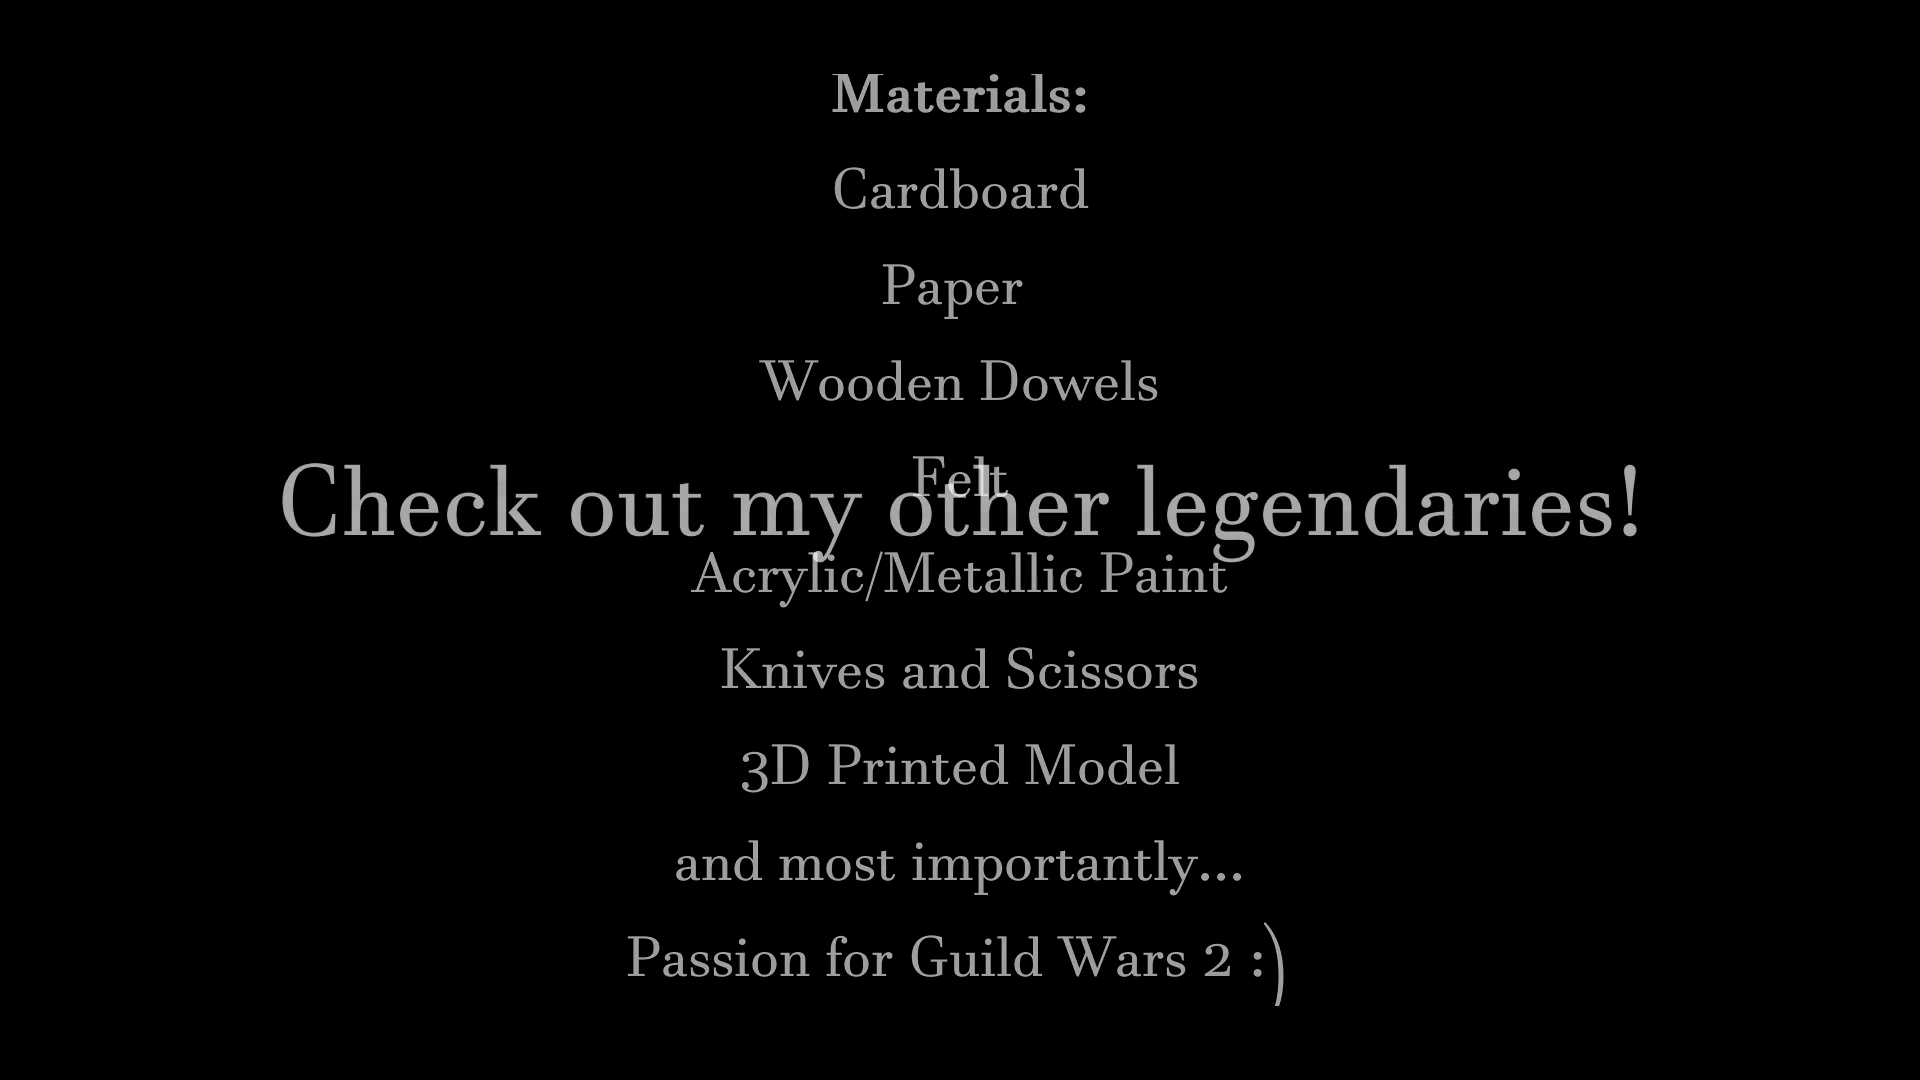 Materials:
Cardboard
Paper
Wooden Dowels
Felt
Check out my other legendaries!
Acrylic/Metallic Paint
Knives and Scissors
3D Printed Model
and most importantly...
Passion for Guild Wars 2 :)